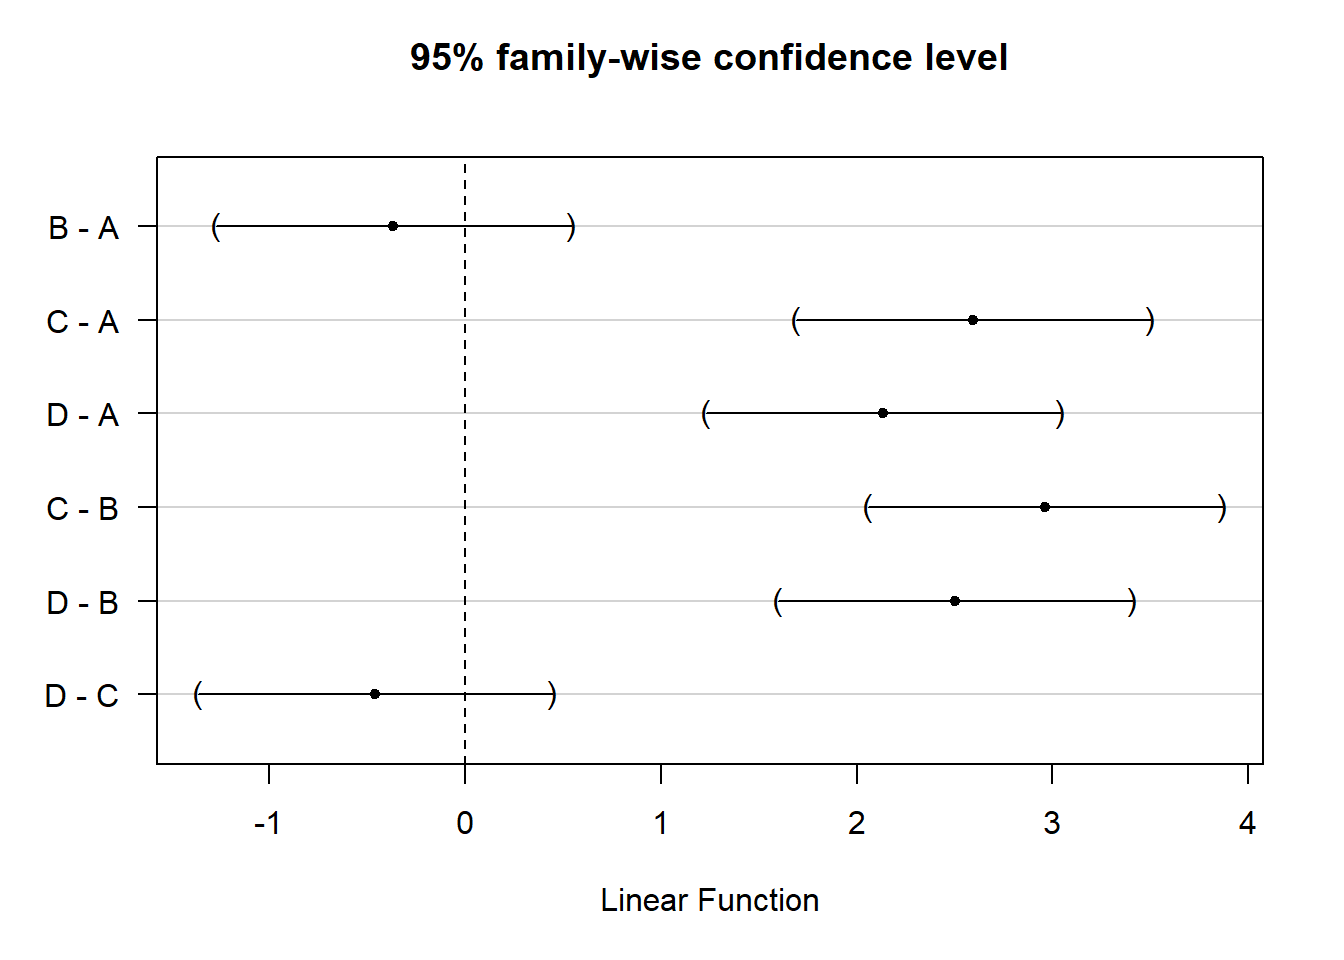 95% family-wise confidence level
B - A
C - A
D - A
C - B
D - B
D - C
-1 0 1 2 3 4
Linear Function